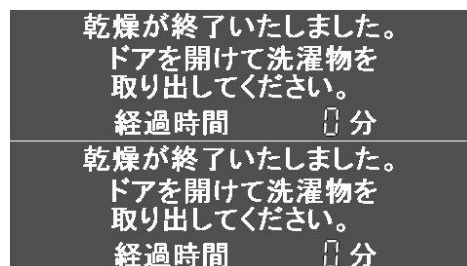 乾燥が終了いたしました。
ドアを開けて洗濯物を
取り出してください。
経過時間 0 分
乾燥が終了いたしました。
ドアを開けて洗濯物を
取り出してください。
経過時間 0 分